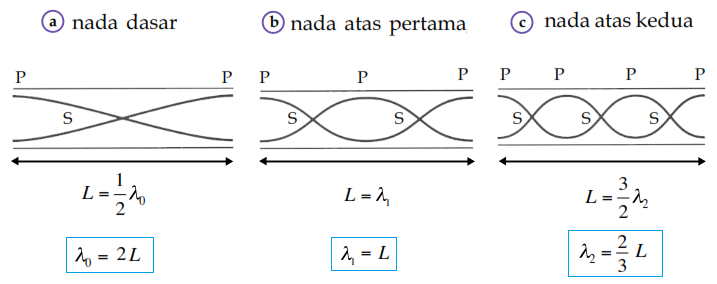 a nada dasar
P P
S
L = 1/2 λ₀
λ₀ = 2L
b nada atas pertama
P P P
S S
L = λ₁
λ₁ = L
c nada atas kedua
P P P P
S S S
L = 3/2 λ₂
λ₂ = 2/3 L